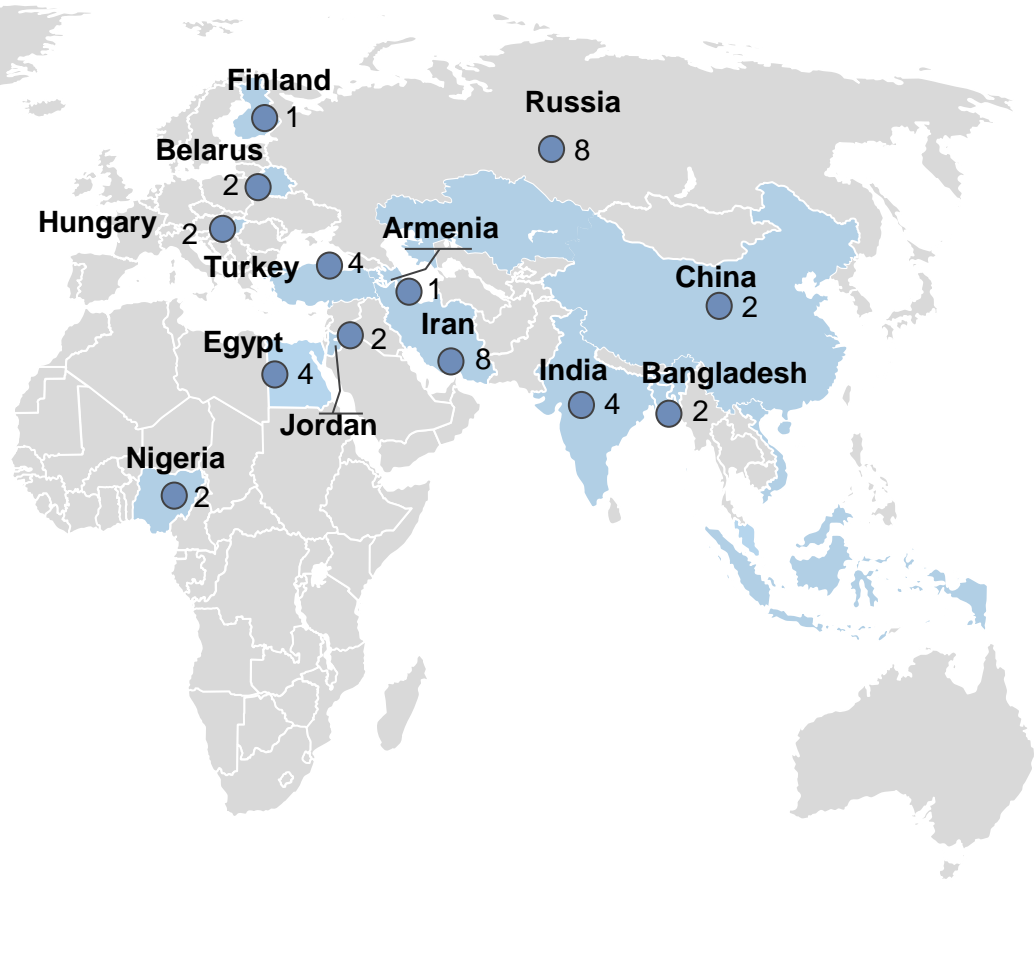 Finland
1
Russia
8
Belarus
2
Hungary
2
Armenia
1
Turkey
4
China
2
Iran
8
Egypt
4
2
Jordan
India
4
Bangladesh
2
Nigeria
2